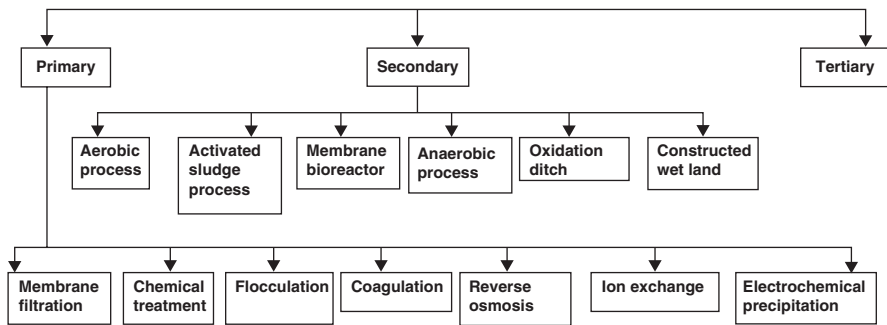 Primary
Secondary
Tertiary
Aerobic
process
Activated
sludge
process
Membrane
bioreactor
Anaerobic
process
Oxidation
ditch
Constructed
wet land
Membrane
filtration
Chemical
treatment
Flocculation
Coagulation
Reverse
osmosis
Ion exchange
Electrochemical
precipitation